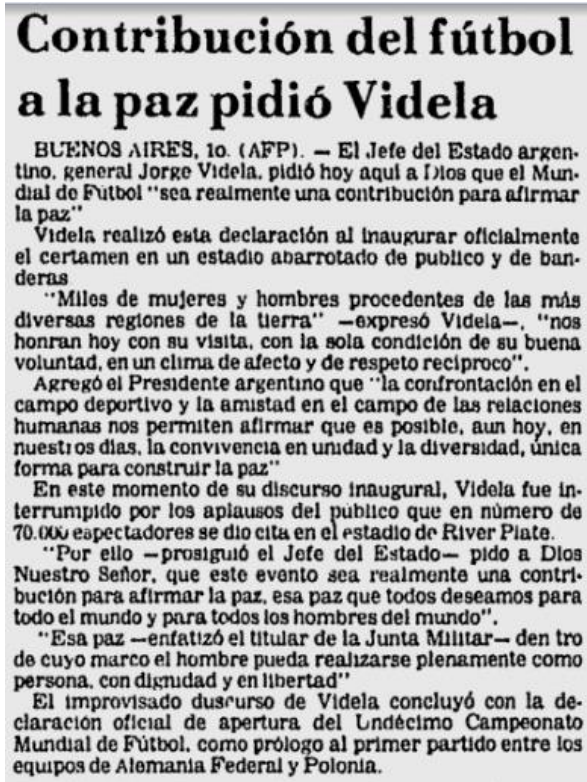 Contribución del fútbol
a la paz pidió Videla
BUENOS AIRES, 1o. (AFP). — El Jefe del Estado argen-
tino, general Jorge Videla, pidió hoy aquí a Dios que el Mun-
dial de Fútbol "sea realmente una contribución para afirmar
la paz"
Videla realizó esta declaración al inaugurar oficialmente
el certamen en un estadio abarrotado de publico y de ban-
deras
"Miles de mujeres y hombres procedentes de las más
diversas regiones de la tierra" —expresó Videla—, "nos
honran hoy con su visita, con la sola condición de su buena
voluntad, en un clima de afecto y de respeto recíproco".
Agregó el Presidente argentino que "la confrontación en el
campo deportivo y la amistad en el campo de las relaciones
humanas nos permiten afirmar que es posible, aun hoy, en
nuestros días, la convivencia en unidad y la diversidad, única
forma para construir la paz"
En este momento de su discurso inaugural, Videla fue in-
terrumpido por los aplausos del público que en número de
70.000 espectadores se dio cita en el estadio de River Plate.
"Por ello —prosiguió el Jefe del Estado— pido a Dios
Nuestro Señor, que este evento sea realmente una contri-
bución para afirmar la paz, esa paz que todos deseamos para
todo el mundo y para todos los hombres del mundo".
"Esa paz —enfatizó el titular de la Junta Militar— den tro
de cuyo marco el hombre pueda realizarse plenamente como
persona, con dignidad y en libertad"
El improvisado duscurso de Videla concluyó con la de-
claración oficial de apertura del Undécimo Campeonato
Mundial de Fútbol, como prólogo al primer partido entre los
equipos de Alemania Federal y Polonia.